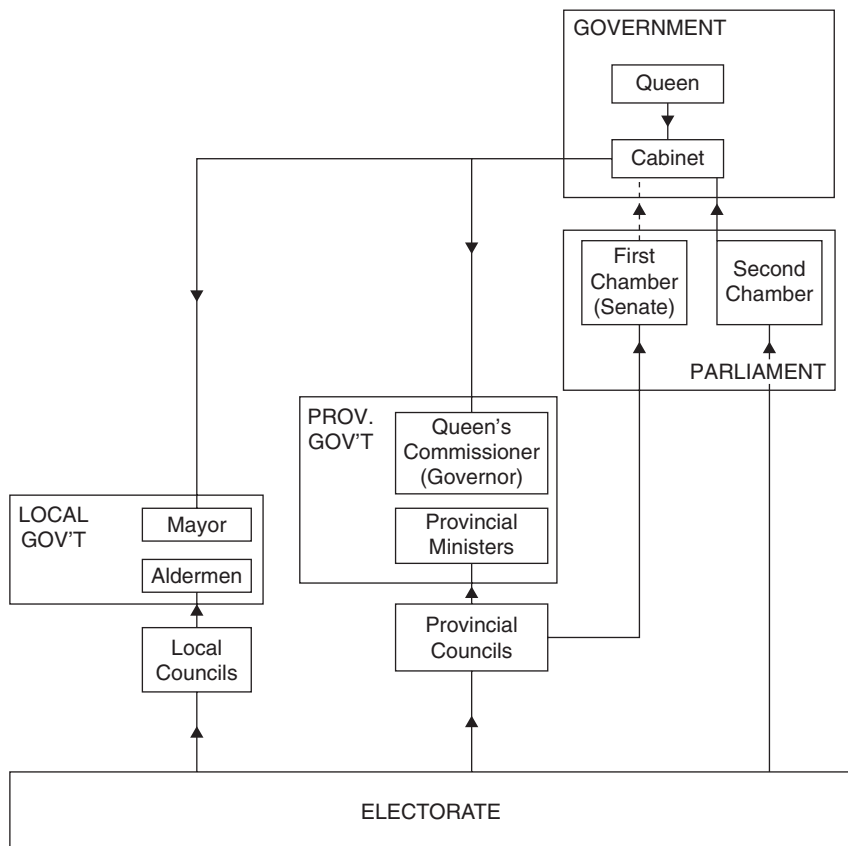 GOVERNMENT
Queen
Cabinet
First
Chamber
(Senate)
Second
Chamber
PARLIAMENT
PROV.
GOV'T
Queen's
Commissioner
(Governor)
Provincial
Ministers
LOCAL
GOV'T
Mayor
Aldermen
Local
Councils
Provincial
Councils
ELECTORATE